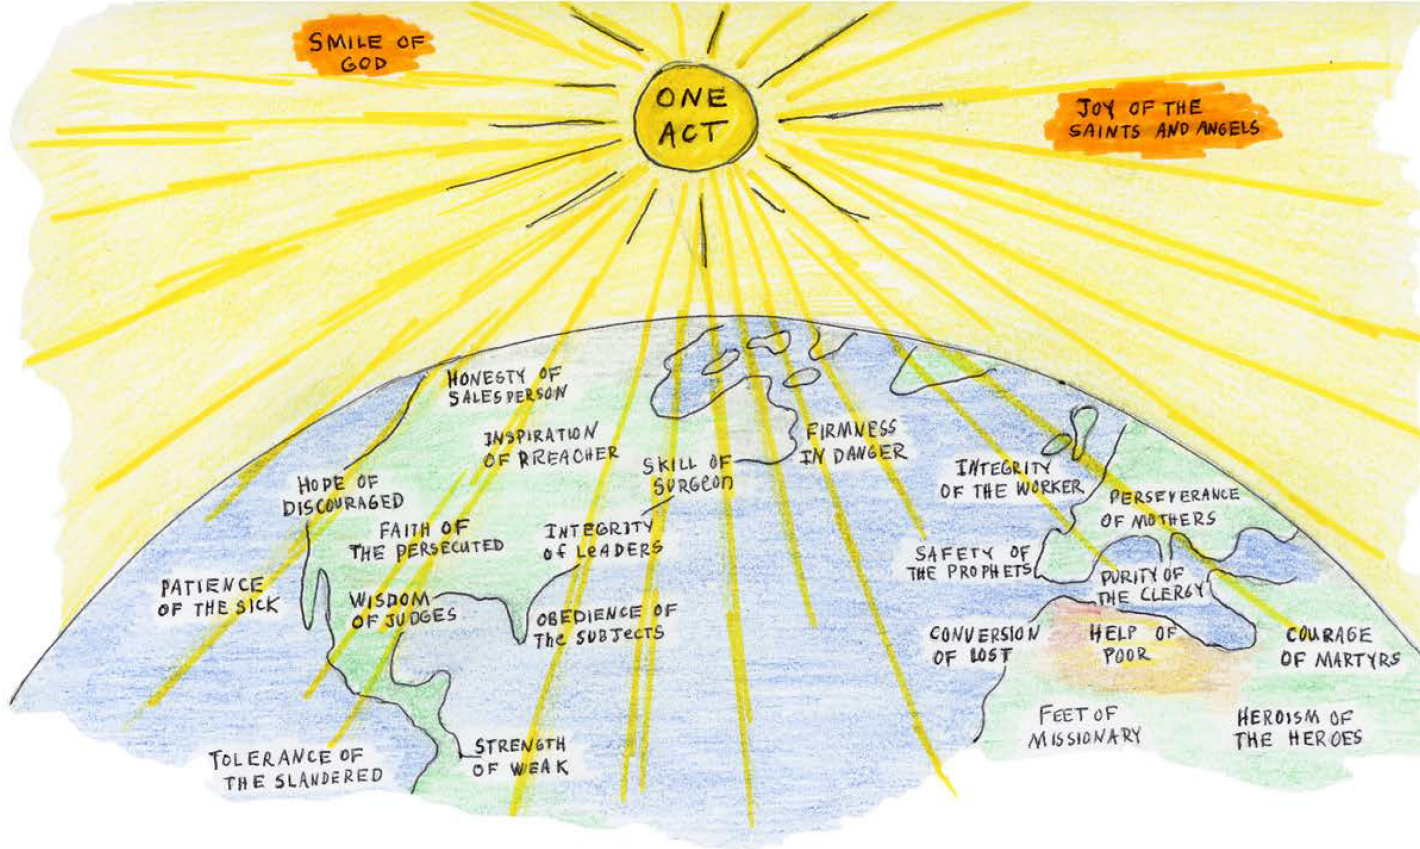 SMILE OF
GOD
ONE
ACT
JOY OF THE
SAINTS AND ANGELS
HONESTY OF
SALESPERSON
INSPIRATION
OF PREACHER
SKILL OF
SURGEON
FIRMNESS
IN DANGER
INTEGRITY
OF THE WORKER
PERSEVERANCE
OF MOTHERS
HOPE OF
DISCOURAGED
FAITH OF
THE PERSECUTED
INTEGRITY
OF LEADERS
SAFETY OF
THE PROPHETS
PURITY OF
THE CLERGY
PATIENCE
OF THE SICK
WISDOM
OF JUDGES
OBEDIENCE OF
The SUBJECTS
CONVERSION
OF LOST
HELP OF
POOR
COURAGE
OF MARTYRS
FEET OF
MISSIONARY
HEROISM OF
THE HEROES
TOLERANCE OF
THE SLANDERED
STRENGTH
OF WEAK